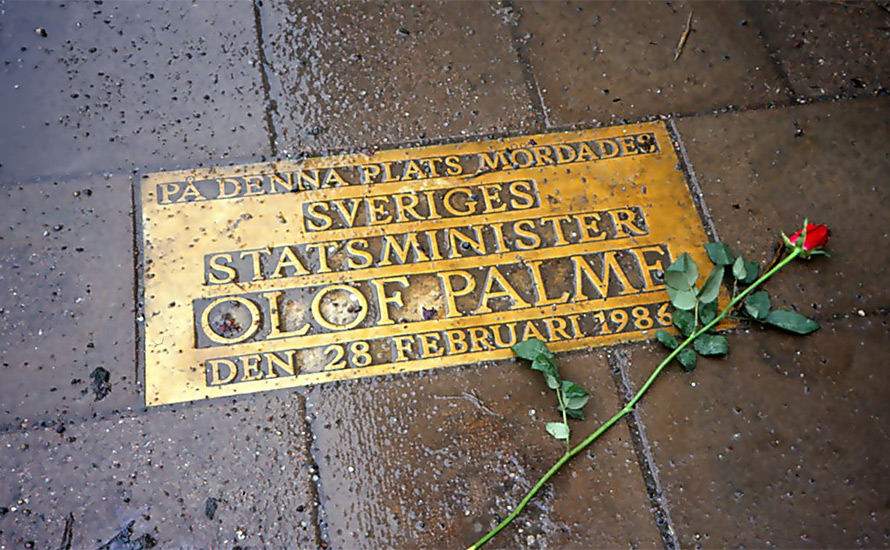 PÅ DENNA PLATS MÖRDADES
SVERIGES
STATSMINISTER
OLOF PALME
DEN 28 FEBRUARI 1986